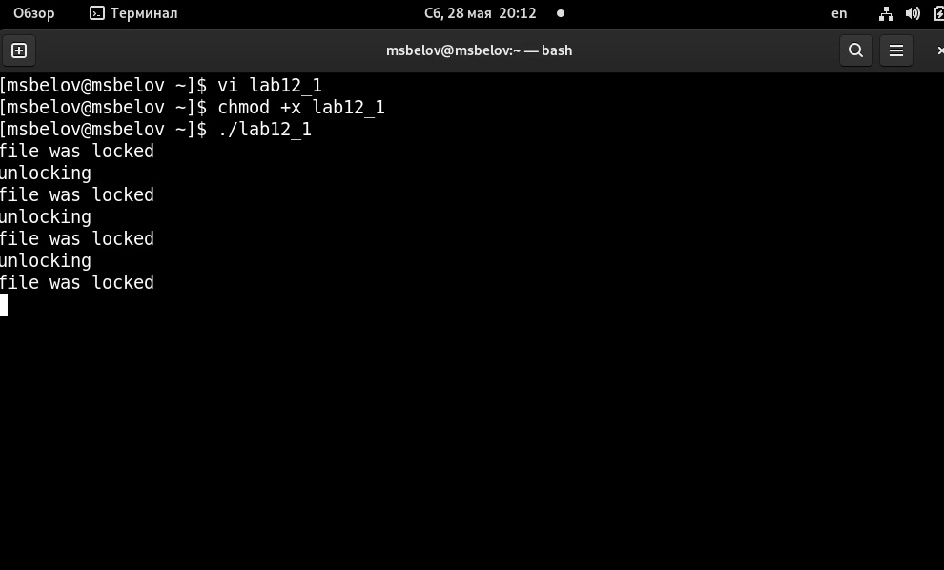 Обзор Терминал Сб, 28 мая 20:12 en
msbelov@msbelov:~ — bash
[msbelov@msbelov ~]$ vi lab12_1
[msbelov@msbelov ~]$ chmod +x lab12_1
[msbelov@msbelov ~]$ ./lab12_1
file was locked
unlocking
file was locked
unlocking
file was locked
unlocking
file was locked